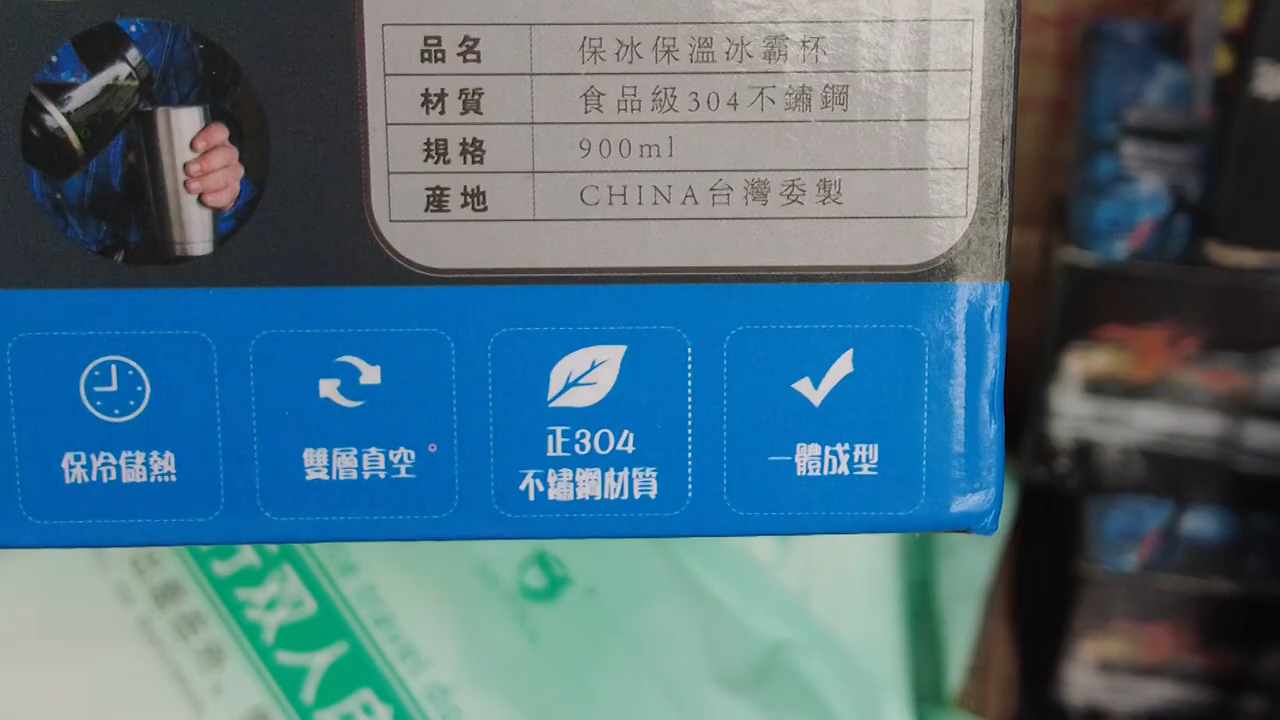 品名 保冰保溫冰霸杯
材質 食品級304不鏽鋼
規格 900ml
產地 CHINA台灣委製
保冷儲熱
雙層真空
正304
不鏽鋼材質
一體成型
双人